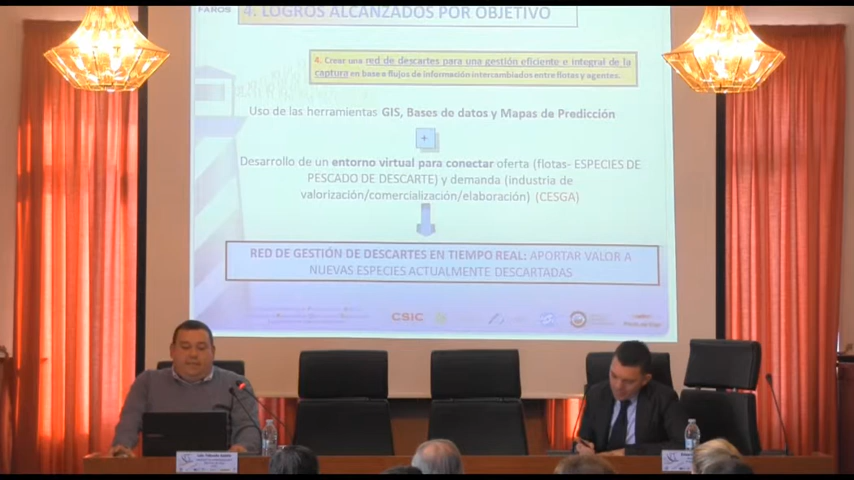 FAROS
4. LOGROS ALCANZADOS POR OBJETIVO
4. Crear una red de descartes para una gestión eficiente e integral de la
captura en base a flujos de información intercambiados entre flotas y agentes.
Uso de las herramientas GIS, Bases de datos y Mapas de Predicción
+
Desarrollo de un entorno virtual para conectar oferta (flotas- ESPECIES DE
PESCADO DE DESCARTE) y demanda (industria de
valorización/comercialización/elaboración) (CESGA)
RED DE GESTIÓN DE DESCARTES EN TIEMPO REAL: APORTAR VALOR A
NUEVAS ESPECIES ACTUALMENTE DESCARTADAS
CSIC